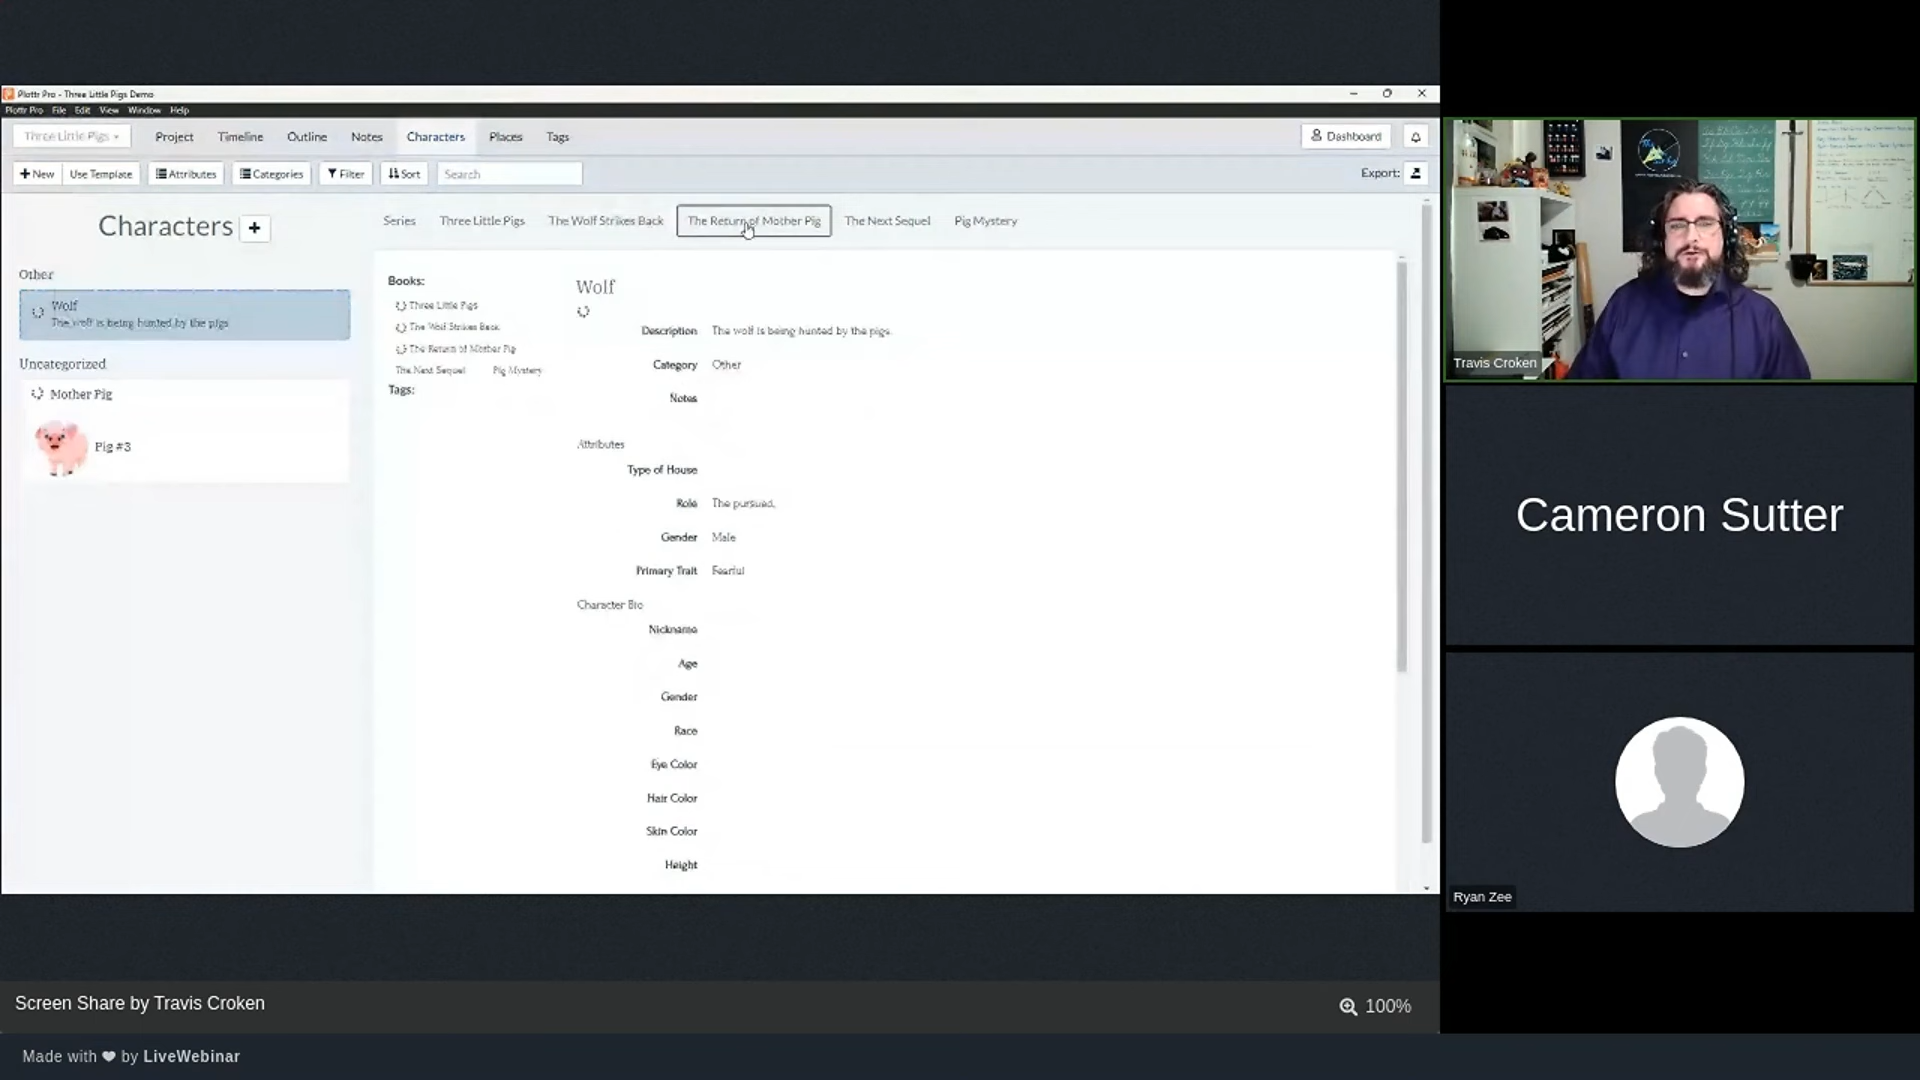 Plottr Pro - Three Little Pigs Demo
Plottr Pro File Edit View Window Help
Three Little Pigs Project Timeline Outline Notes Characters Places Tags Dashboard
New Use Template Attributes Categories Filter Sort Search Export:
Characters
Series Three Little Pigs The Wolf Strikes Back The Return of Mother Pig The Next Sequel Pig Mystery
Other
Wolf
The wolf is being hunted by the pigs
Uncategorized
Mother Pig
Pig #3
Books:
Three Little Pigs
The Wolf Strikes Back
The Return of Mother Pig
The Next Sequel Pig Mystery
Tags:
Wolf
Description The wolf is being hunted by the pigs.
Category Other
Notes
Attributes
Type of House
Role The pursued.
Gender Male
Primary Trait Fearful
Character Bio
Nickname
Age
Gender
Race
Eye Color
Hair Color
Skin Color
Height
Travis Croken
Cameron Sutter
Ryan Zee
Screen Share by Travis Croken
100%
Made with ❤ by LiveWebinar